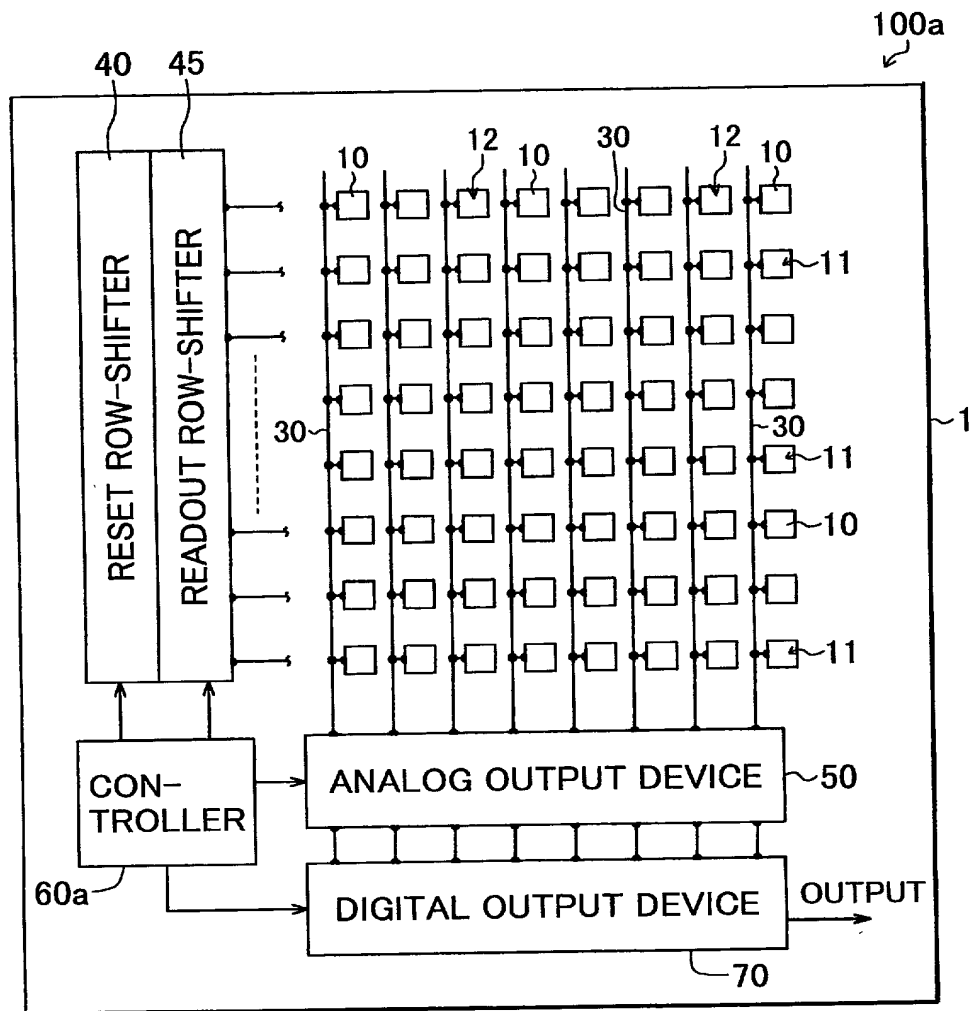 100a
40
45
10
12
10
30
12
10
11
RESET ROW-SHIFTER
READOUT ROW-SHIFTER
30
30
1
11
10
11
CON-
TROLLER
ANALOG OUTPUT DEVICE
50
60a
DIGITAL OUTPUT DEVICE
OUTPUT
70